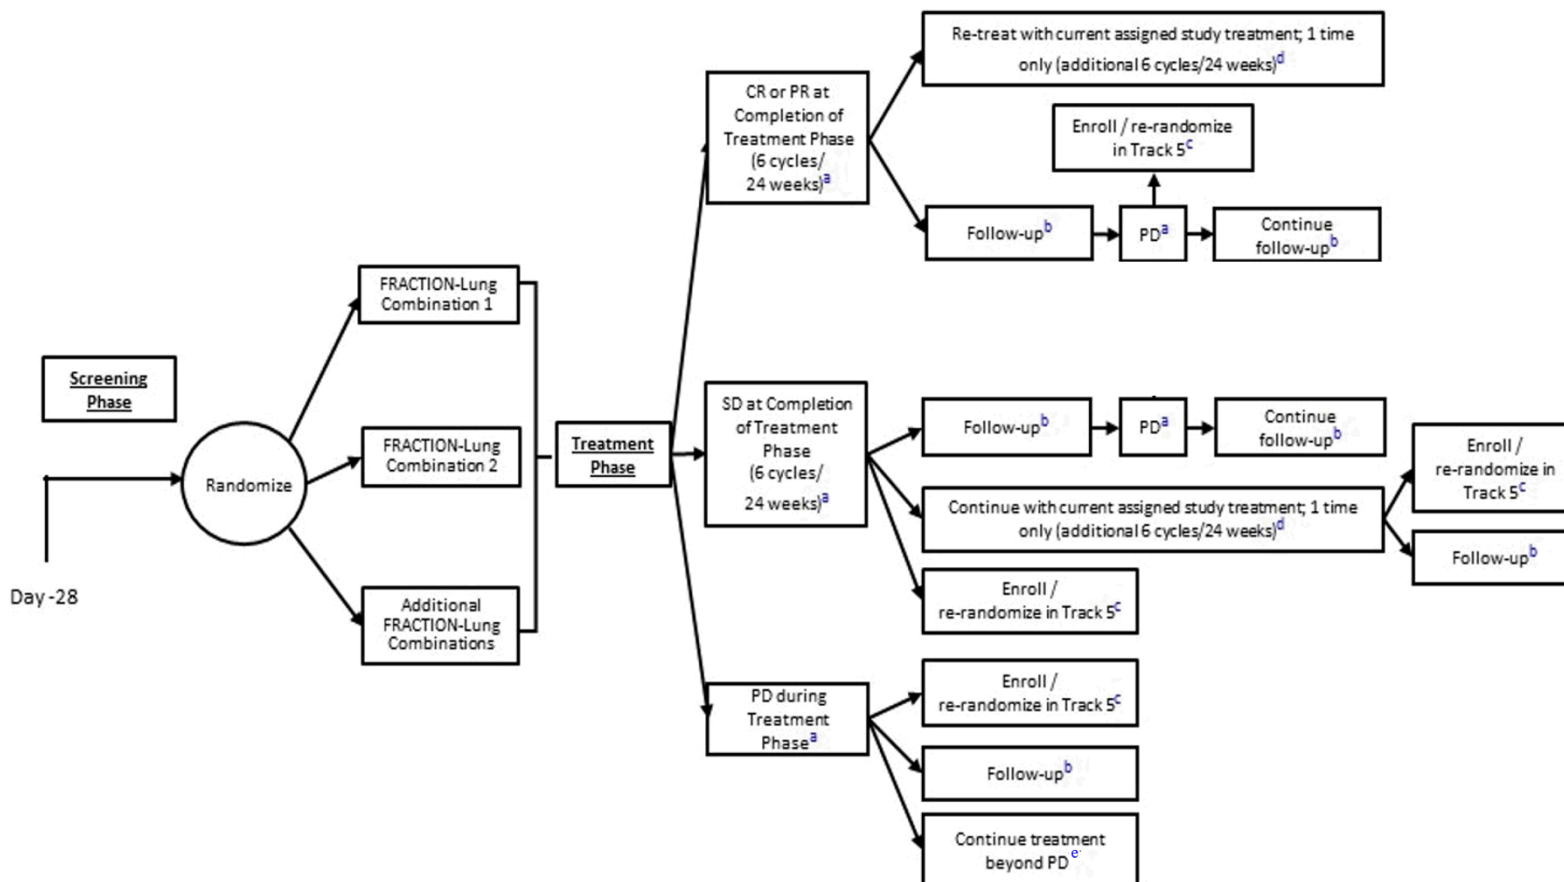 Screening
Phase
Day -28
Randomize
FRACTION-Lung
Combination 1
FRACTION-Lung
Combination 2
Additional
FRACTION-Lung
Combinations
Treatment
Phase
CR or PR at
Completion of
Treatment Phase
(6 cycles/
24 weeks)a
Re-treat with current assigned study treatment; 1 time
only (additional 6 cycles/24 weeks)d
Enroll / re-randomize
in Track 5c
Follow-upb
PDa
Continue
follow-upb
SD at Completion
of Treatment
Phase
(6 cycles/
24 weeks)a
Follow-upb
PDa
Continue
follow-upb
Continue with current assigned study treatment; 1 time
only (additional 6 cycles/24 weeks)d
Enroll /
re-randomize in
Track 5c
Follow-upb
Enroll /
re-randomize in Track 5c
PD during
Treatment
Phasea
Enroll /
re-randomize in Track 5c
Follow-upb
Continue treatment
beyond PD e